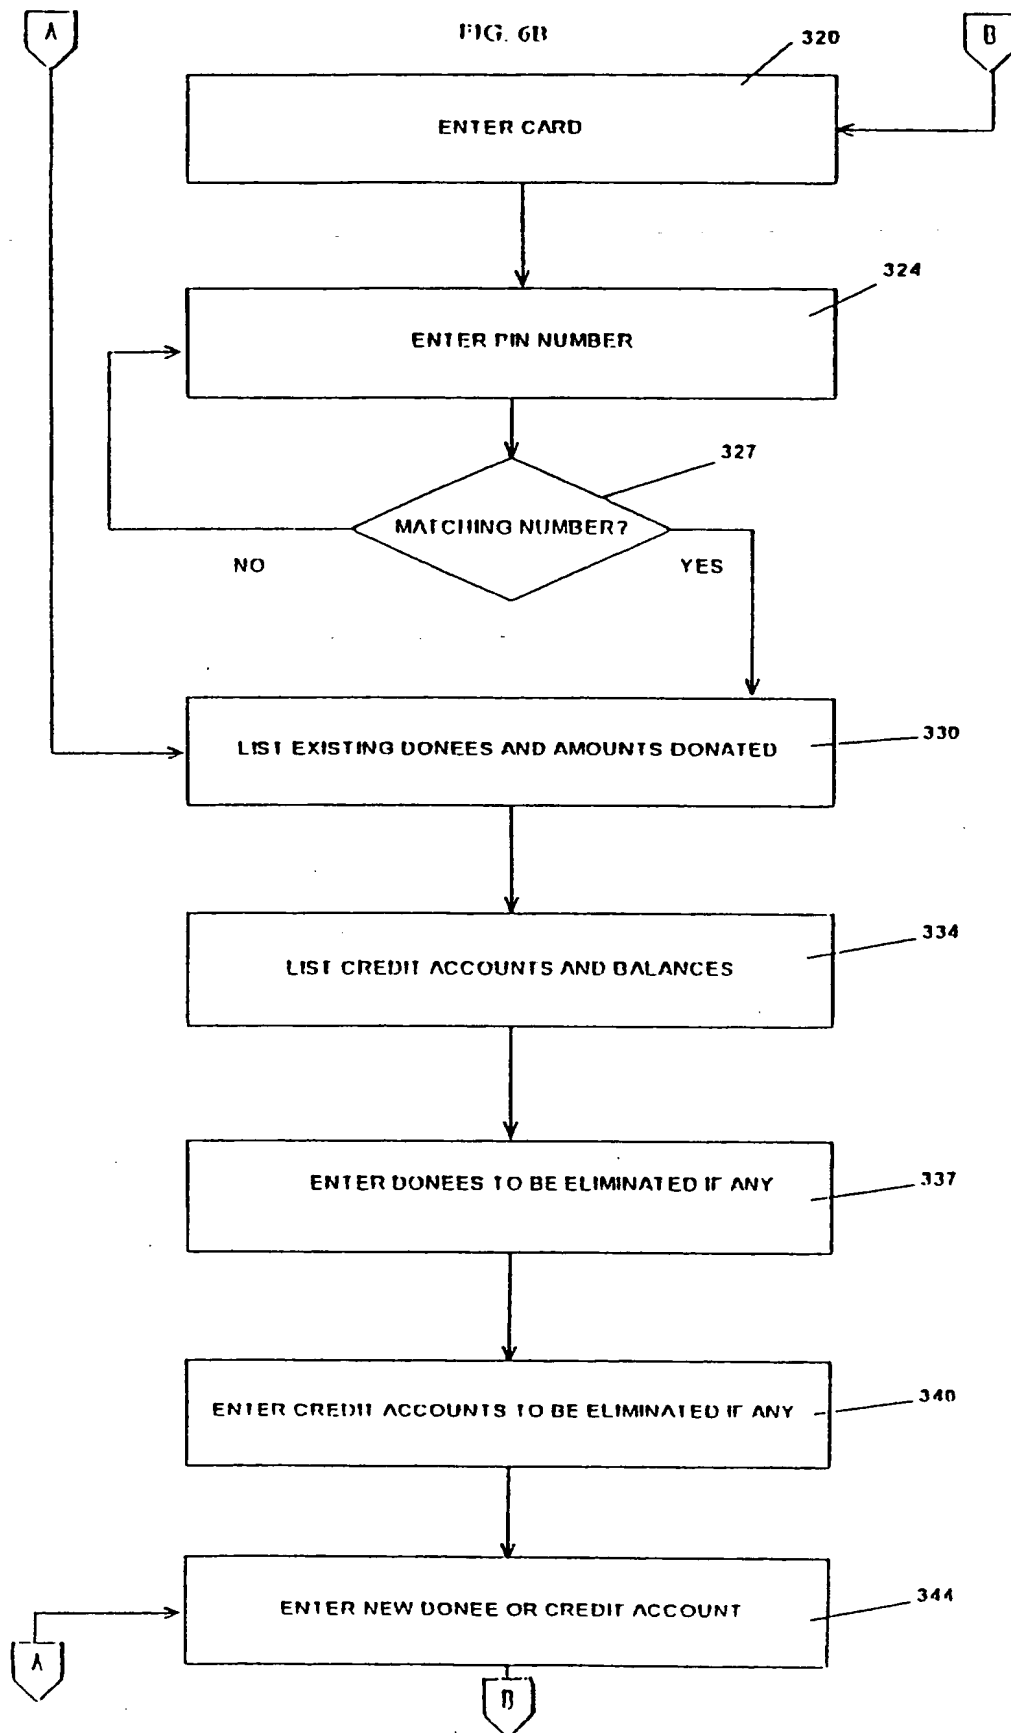 A
FIG. 6B
320
B
ENTER CARD
324
ENTER PIN NUMBER
327
MATCHING NUMBER?
NO
YES
LIST EXISTING DONEES AND AMOUNTS DONATED
330
LIST CREDIT ACCOUNTS AND BALANCES
334
ENTER DONEES TO BE ELIMINATED IF ANY
337
ENTER CREDIT ACCOUNTS TO BE ELIMINATED IF ANY
340
ENTER NEW DONEE OR CREDIT ACCOUNT
344
A
B